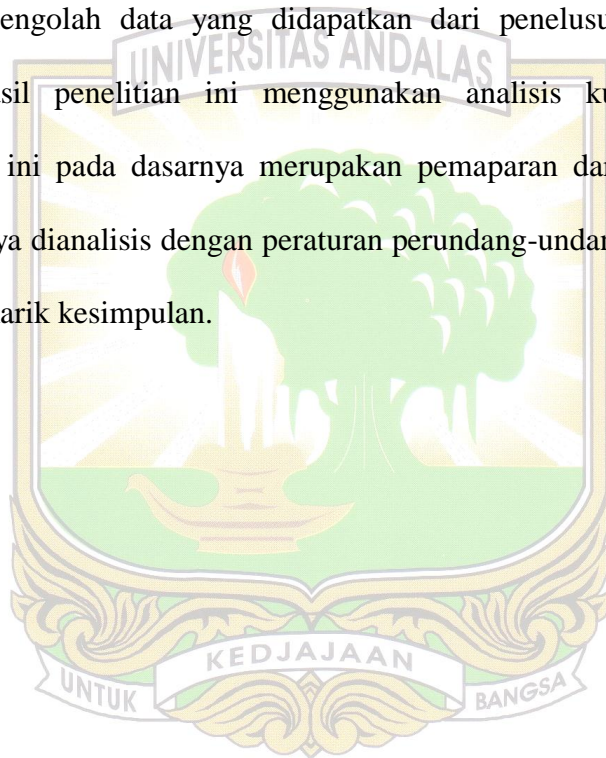 engolah data yang didapatkan dari penelusu
UNIVERSITAS ANDALAS
sil penelitian ini menggunakan analisis ku
ini pada dasarnya merupakan pemaparan dar
ya dianalisis dengan peraturan perundang-undan
arik kesimpulan.
KEDJAJAAN
UNTUK BANGSA